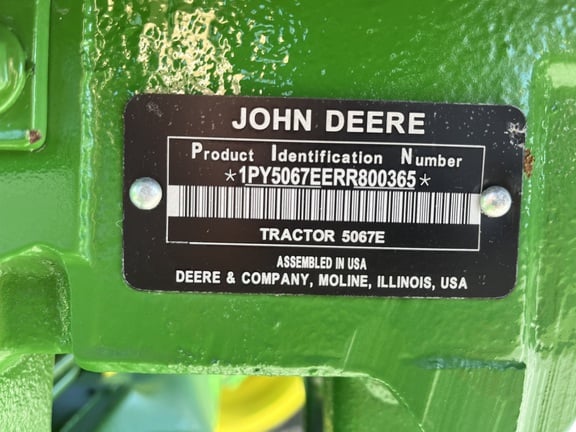 JOHN DEERE
Product Identification Number
*1PY5067EERR800365*
TRACTOR 5067E
ASSEMBLED IN USA
DEERE & COMPANY, MOLINE, ILLINOIS, USA